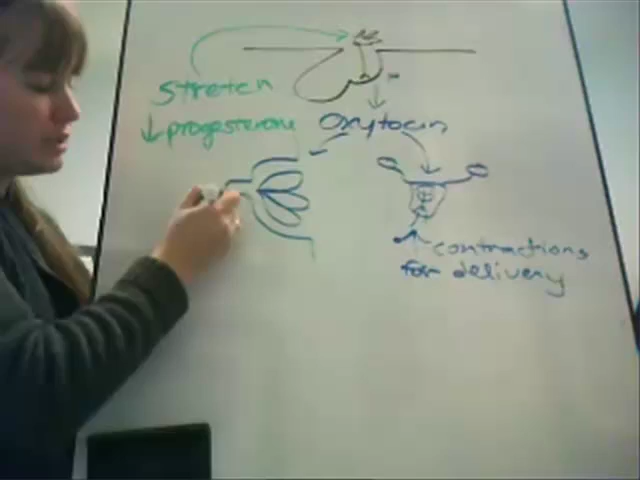 stretch
↓ progesterone
oxytocin
↑ contractions
for delivery